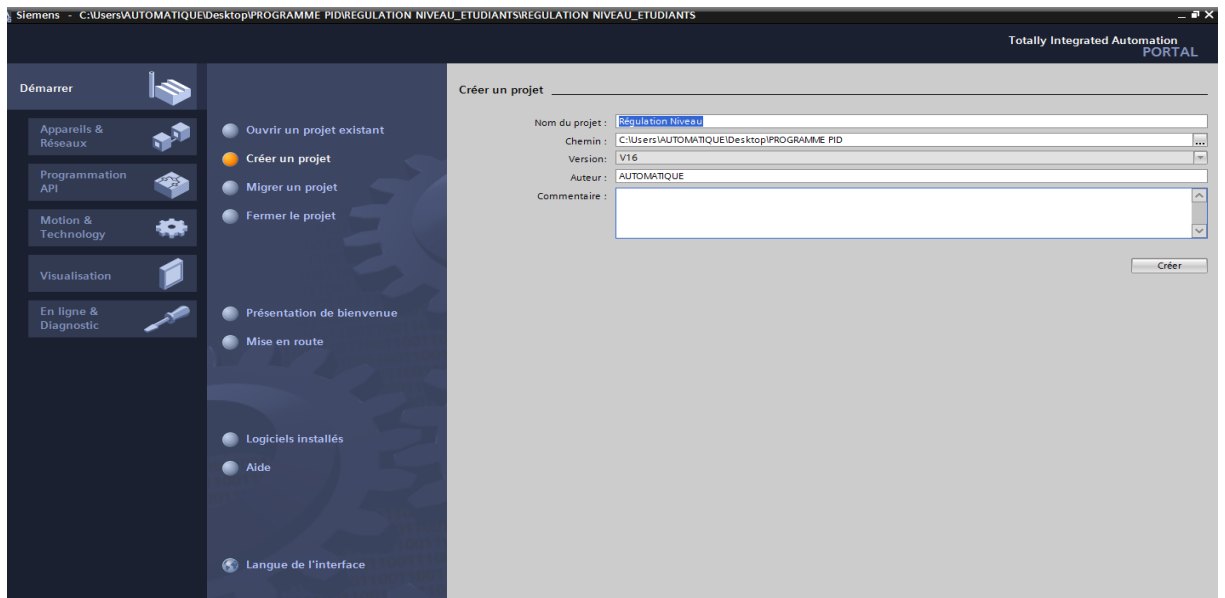 Siemens - C:\Users\AUTOMATIQUE\Desktop\PROGRAMME PID\REGULATION NIVEAU_ETUDIANTS\REGULATION NIVEAU_ETUDIANTS
Totally Integrated Automation
PORTAL
Démarrer
Appareils &
Réseaux
Programmation
API
Motion &
Technology
Visualisation
En ligne &
Diagnostic
Ouvrir un projet existant
Créer un projet
Migrer un projet
Fermer le projet
Présentation de bienvenue
Mise en route
Logiciels installés
Aide
Langue de l'interface
Créer un projet
Nom du projet : Régulation Niveau
Chemin : C:\Users\AUTOMATIQUE\Desktop\PROGRAMME PID ...
Version: V16
Auteur : AUTOMATIQUE
Commentaire :
Créer